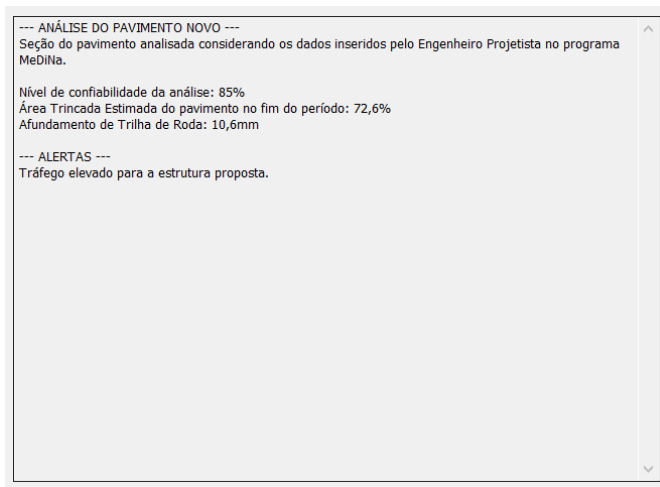 --- ANÁLISE DO PAVIMENTO NOVO ---
Seção do pavimento analisada considerando os dados inseridos pelo Engenheiro Projetista no programa
MeDiNa.
Nível de confiabilidade da análise: 85%
Área Trincada Estimada do pavimento no fim do período: 72,6%
Afundamento de Trilha de Roda: 10,6mm
--- ALERTAS ---
Tráfego elevado para a estrutura proposta.